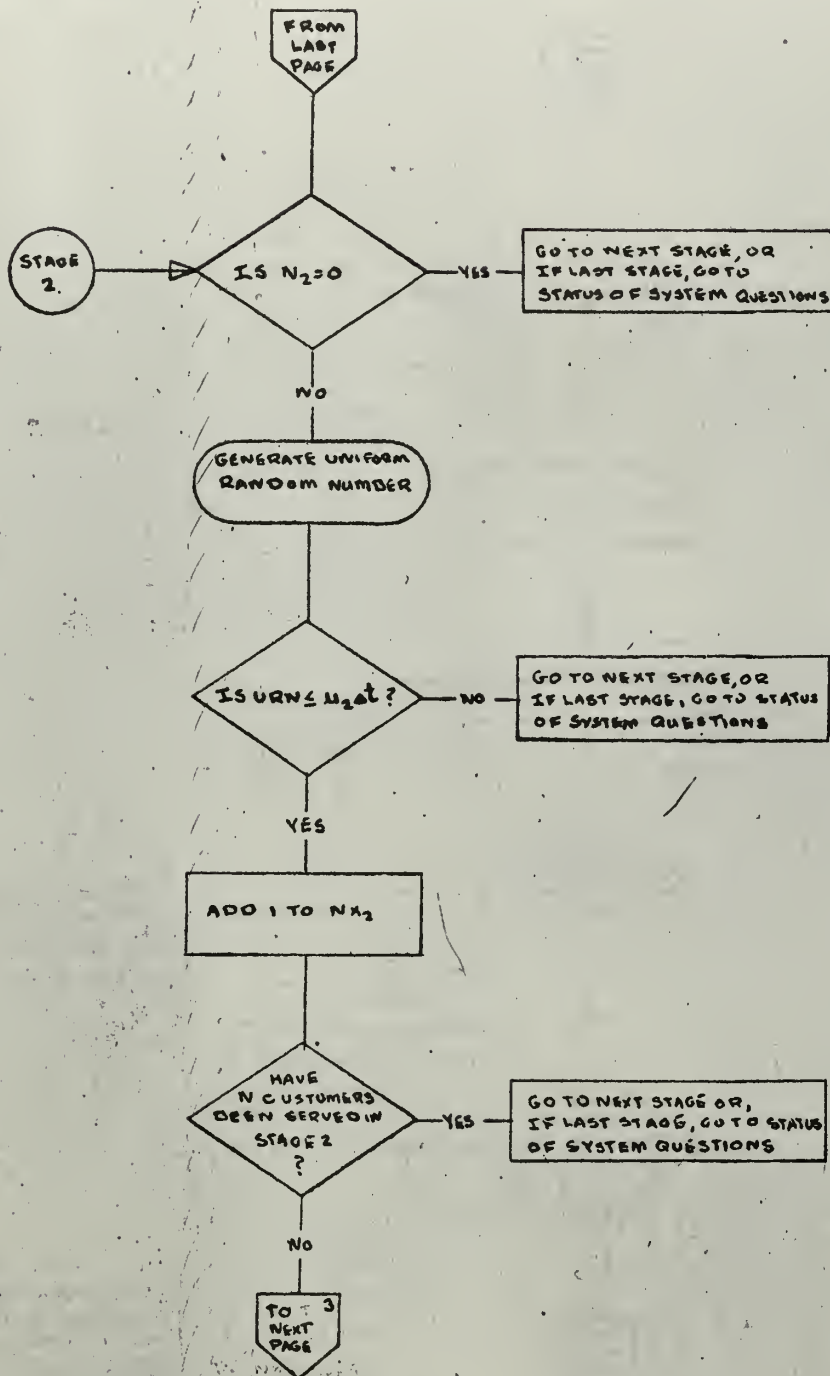 FROM
LAST
PAGE
STAGE
2.
IS N₂=0
YES
GO TO NEXT STAGE, OR
IF LAST STAGE, GO TO
STATUS OF SYSTEM QUESTIONS
NO
GENERATE UNIFORM
RANDOM NUMBER
IS URN ≤ μ₂Δt ?
NO
GO TO NEXT STAGE, OR
IF LAST STAGE, GO TO STATUS
OF SYSTEM QUESTIONS
YES
ADD 1 TO NX₂
HAVE
N CUSTUMERS
BEEN SERVED IN
STAGE 2
?
YES
GO TO NEXT STAGE OR,
IF LAST STAGE, GO TO STATUS
OF SYSTEM QUESTIONS
NO
TO 3
NEXT
PAGE